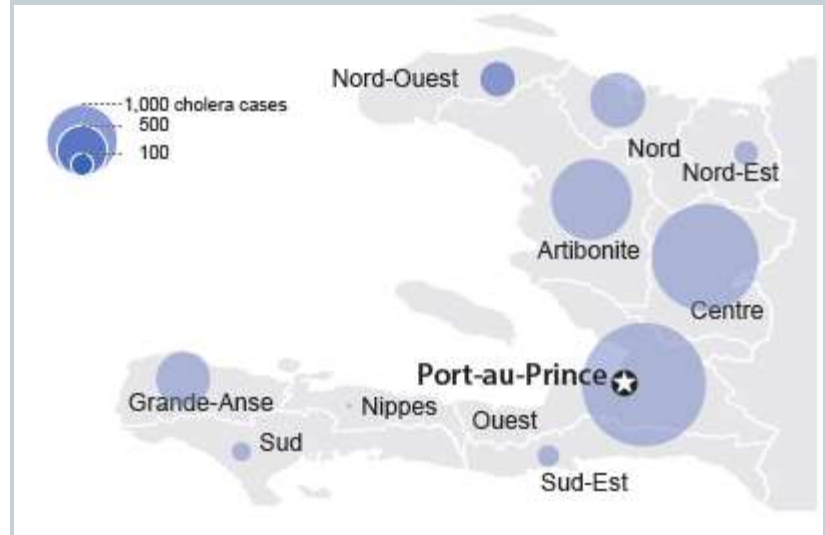 Nord-Ouest
1,000 cholera cases
500
100
Nord
Nord-Est
Artibonite
Centre
Port-au-Prince
Grande-Anse
Nippes
Ouest
Sud
Sud-Est